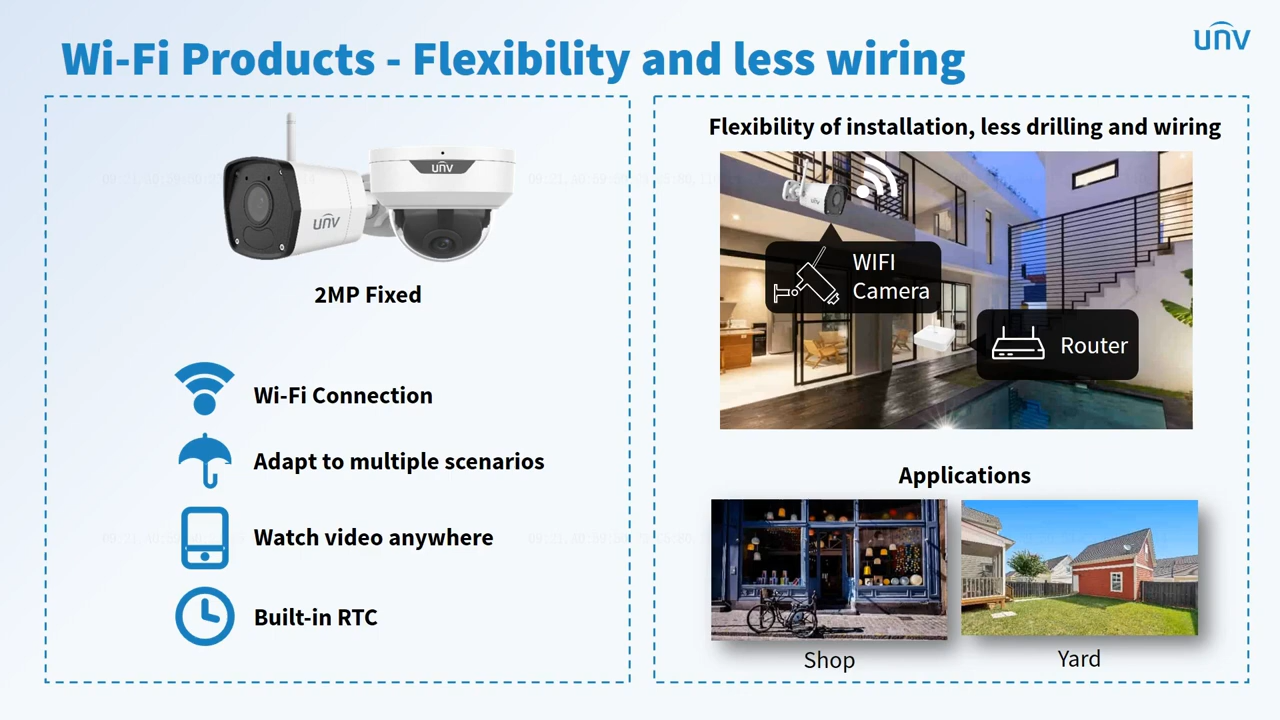 Wi-Fi Products - Flexibility and less wiring
unv
unv
unv
2MP Fixed
Wi-Fi Connection
Adapt to multiple scenarios
Watch video anywhere
Built-in RTC
Flexibility of installation, less drilling and wiring
unv
WIFI
Camera
Router
Applications
Shop
Yard